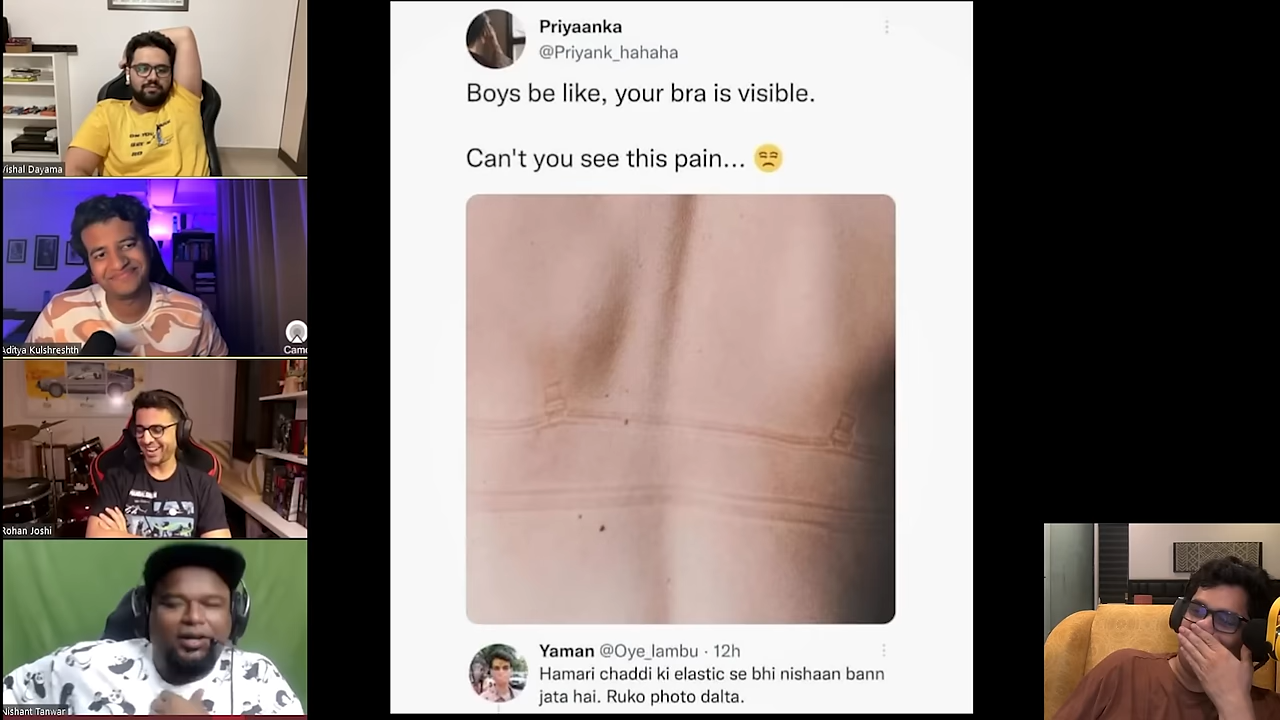 Vishal Dayama
Aditya Kulshreshth
Came
Rohan Joshi
Nishant Tanwar
Priyaanka
@Priyank_hahaha
Boys be like, your bra is visible.
Can't you see this pain... 😒
Yaman @Oye_lambu · 12h
Hamari chaddi ki elastic se bhi nishaan bann
jata hai. Ruko photo dalta.